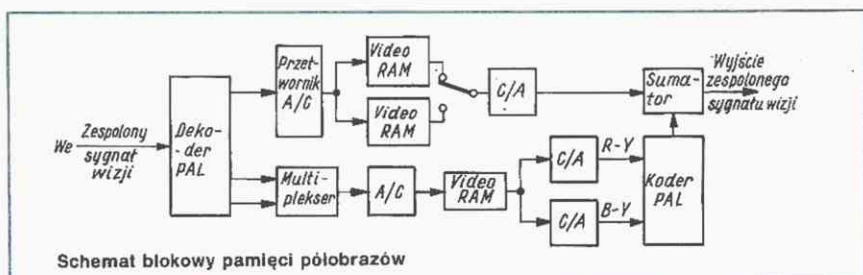 We
Zespolony
sygnał
wizji
Deko-
-der
PAL
Przet-
wornik
A/C
Video
RAM
Video
RAM
C/A
Suma-
tor
Wyjście
zespolonego
sygnału wizji
Multi-
plekser
A/C
Video
RAM
C/A
R-Y
C/A
B-Y
Koder
PAL
Schemat blokowy pamięci półobrazów